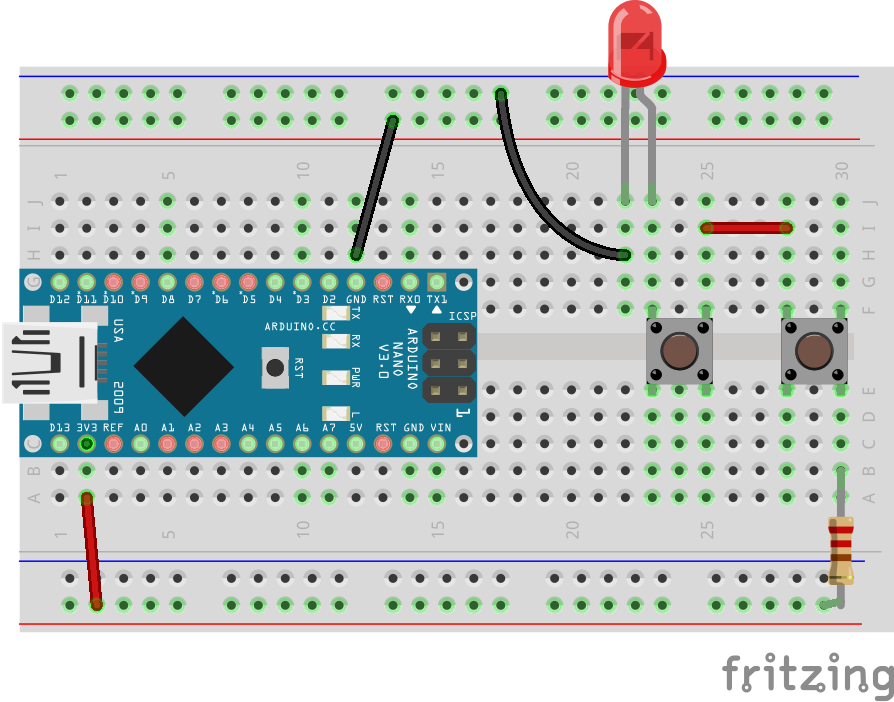 1 5 10 15 20 25 30
J J
I I
H H
G G
F
D12 D11 D10 D9 D8 D7 D6 D5 D4 D3 D2 GND RST RX0 TX1
ICSP
TX
ARDUINO.CC
RX
USA
RST
ARDUINO
NANO
V3.0
PWR
2009
L
1
E
D
D13 3V3 REF A0 A1 A2 A3 A4 A5 A6 A7 5V RST GND VIN
C C
B B
A A
1 5 10 15 20 25 30
fritzing